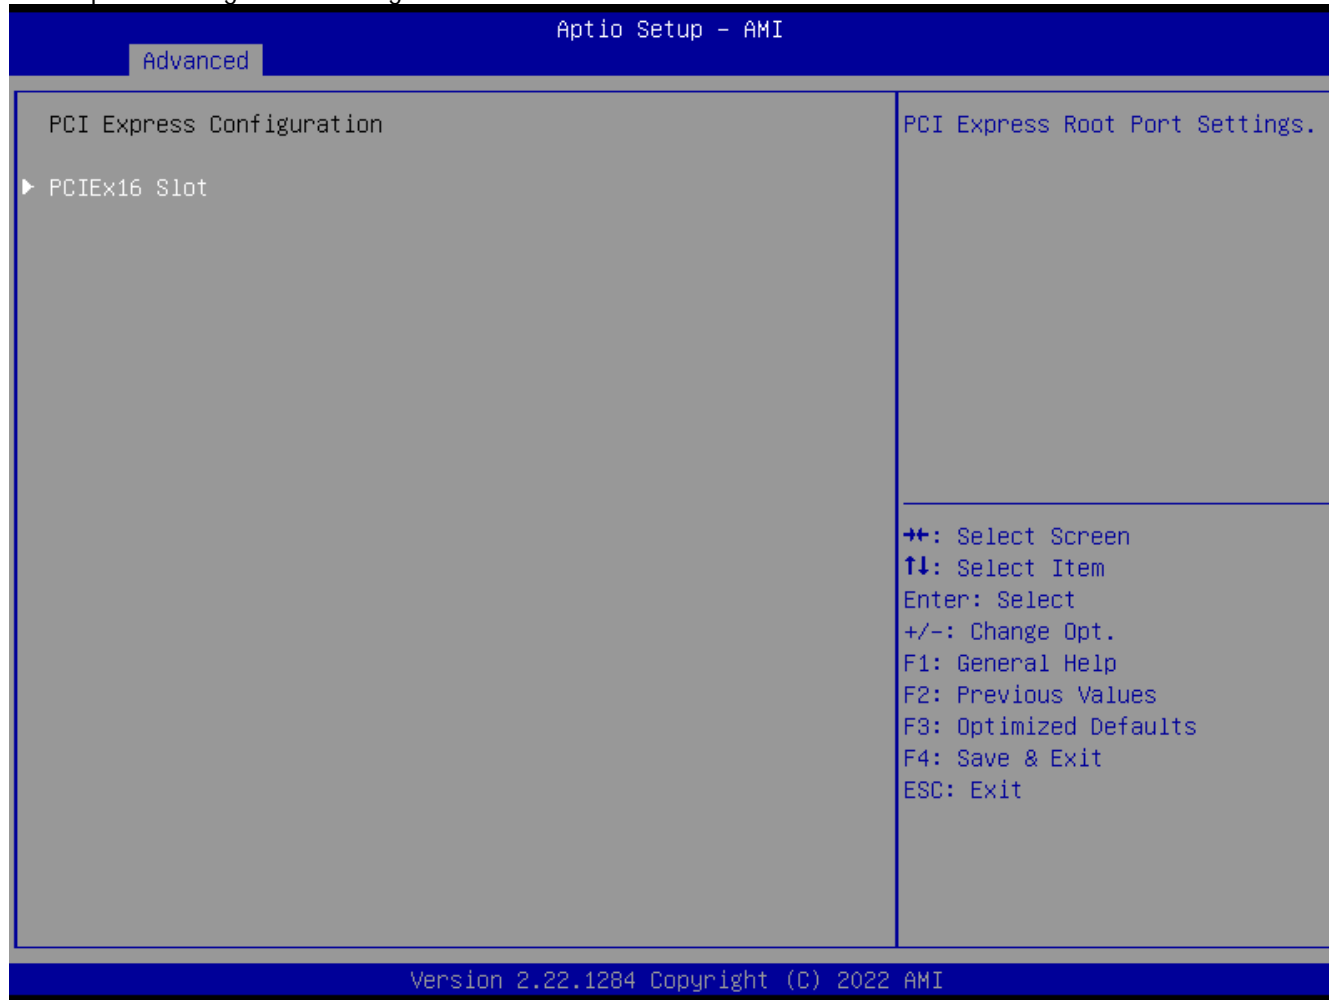 Aptio Setup – AMI
Advanced
PCI Express Configuration
PCIEx16 Slot
PCI Express Root Port Settings.
→←: Select Screen
↑↓: Select Item
Enter: Select
+/-: Change Opt.
F1: General Help
F2: Previous Values
F3: Optimized Defaults
F4: Save & Exit
ESC: Exit
Version 2.22.1284 Copyright (C) 2022 AMI